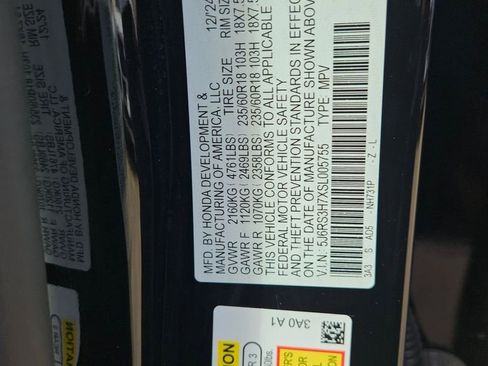 MFD. BY HONDA DEVELOPMENT &
MANUFACTURING OF AMERICA, LLC 12/24
TIRE SIZE RIM SIZE
GVWR 2160KG ( 4761LBS)
GAWR F 1120KG ( 2469LBS) 235/60R18 103H 18X7.5
GAWR R 1070KG ( 2358LBS) 235/60R18 103H 18X7.5
THIS VEHICLE CONFORMS TO ALL APPLICABLE
FEDERAL MOTOR VEHICLE SAFETY
AND THEFT PREVENTION STANDARDS IN EFFECT
ON THE DATE OF MANUFACTURE SHOWN ABOVE.
V.I.N: 5J6RS3H7XSL005755 TYPE: MPV
3A3 S AD5 -NH731P -Z -L
3A0 A1